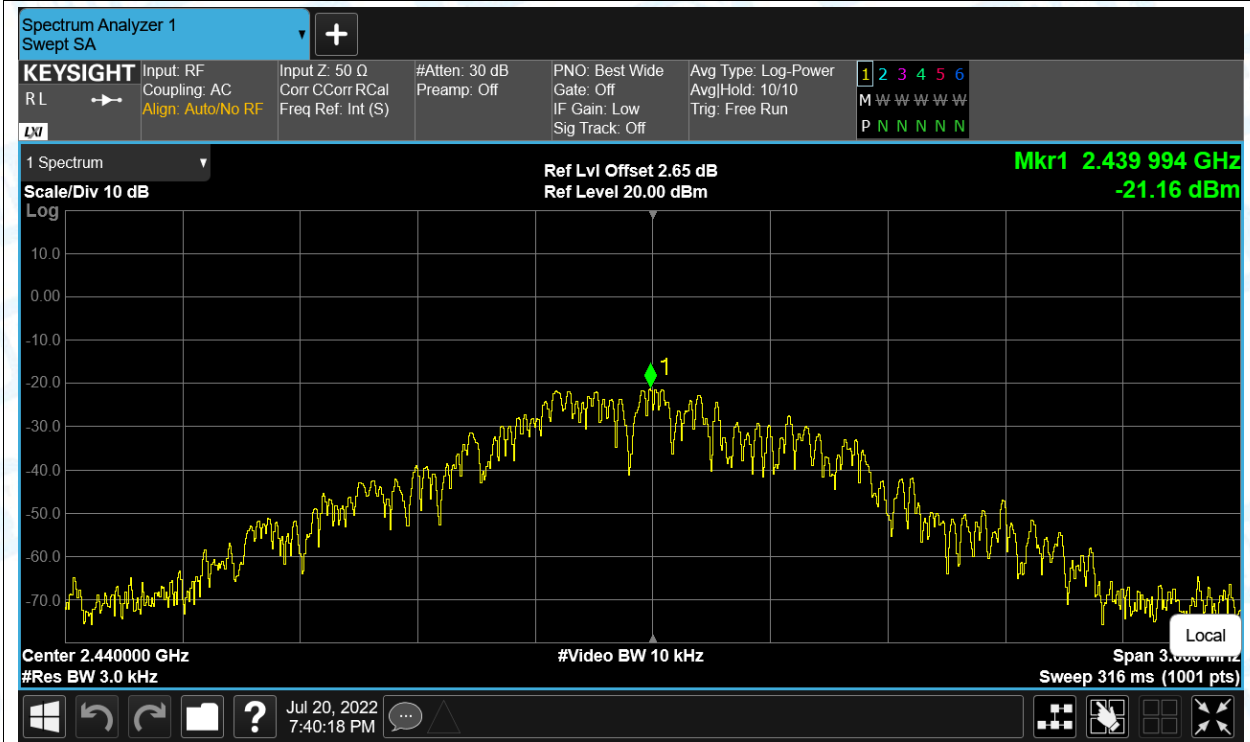 Spectrum Analyzer 1
Swept SA
KEYSIGHT
R L
LXI
Input: RF
Coupling: AC
Align: Auto/No RF
Input Z: 50 Ω
Corr CCorr RCal
Freq Ref: Int (S)
#Atten: 30 dB
Preamp: Off
PNO: Best Wide
Gate: Off
IF Gain: Low
Sig Track: Off
Avg Type: Log-Power
Avg|Hold: 10/10
Trig: Free Run
1 2 3 4 5 6
M W W W W W
P N N N N N
1 Spectrum
Scale/Div 10 dB
Ref Lvl Offset 2.65 dB
Ref Level 20.00 dBm
Mkr1 2.439 994 GHz
-21.16 dBm
Log
10.0
0.00
-10.0
-20.0
-30.0
-40.0
-50.0
-60.0
-70.0
1
Center 2.440000 GHz
#Res BW 3.0 kHz
#Video BW 10 kHz
Span
Sweep 316 ms (1001 pts)
Local
?
Jul 20, 2022
7:40:18 PM